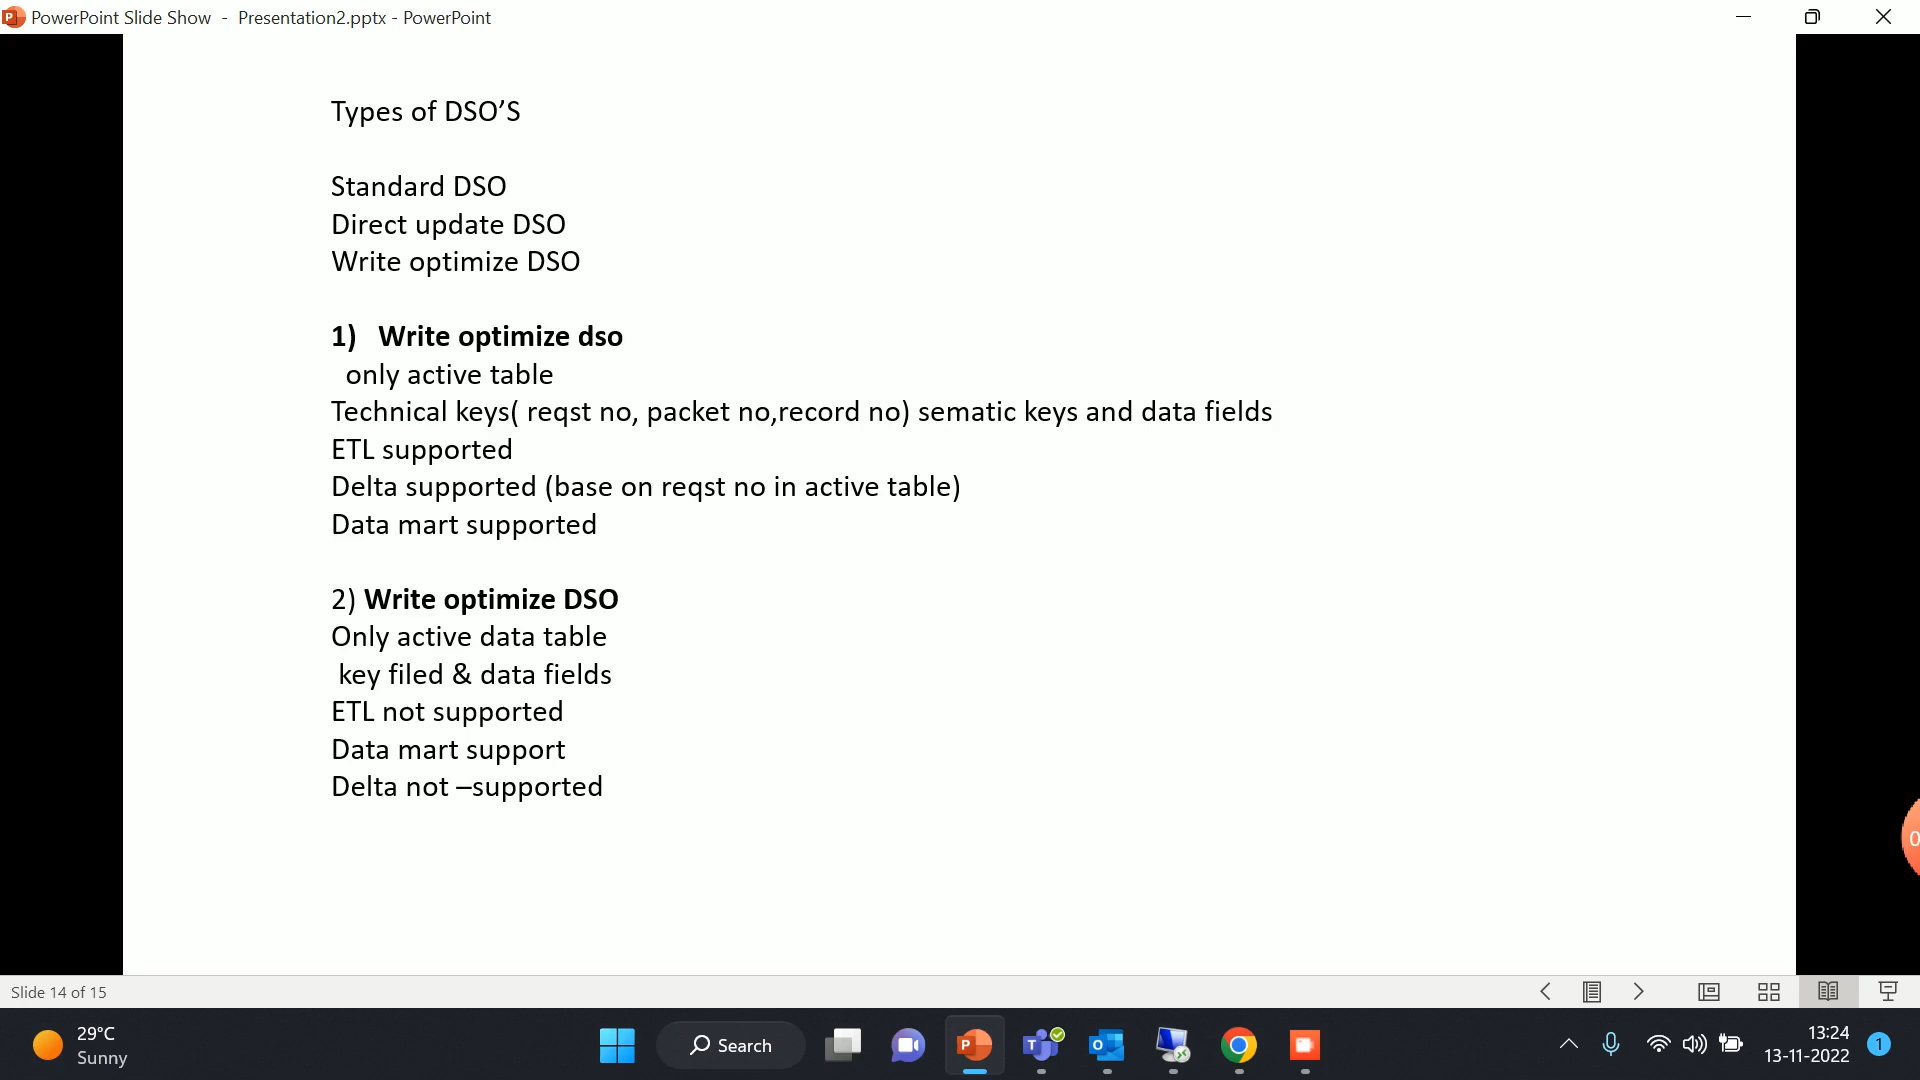 PowerPoint Slide Show - Presentation2.pptx - PowerPoint
Types of DSO’S
Standard DSO
Direct update DSO
Write optimize DSO
1) Write optimize dso
only active table
Technical keys( reqst no, packet no,record no) sematic keys and data fields
ETL supported
Delta supported (base on reqst no in active table)
Data mart supported
2) Write optimize DSO
Only active data table
key filed & data fields
ETL not supported
Data mart support
Delta not –supported
0
Slide 14 of 15
29°C
Sunny
Search
13:24
13-11-2022
1